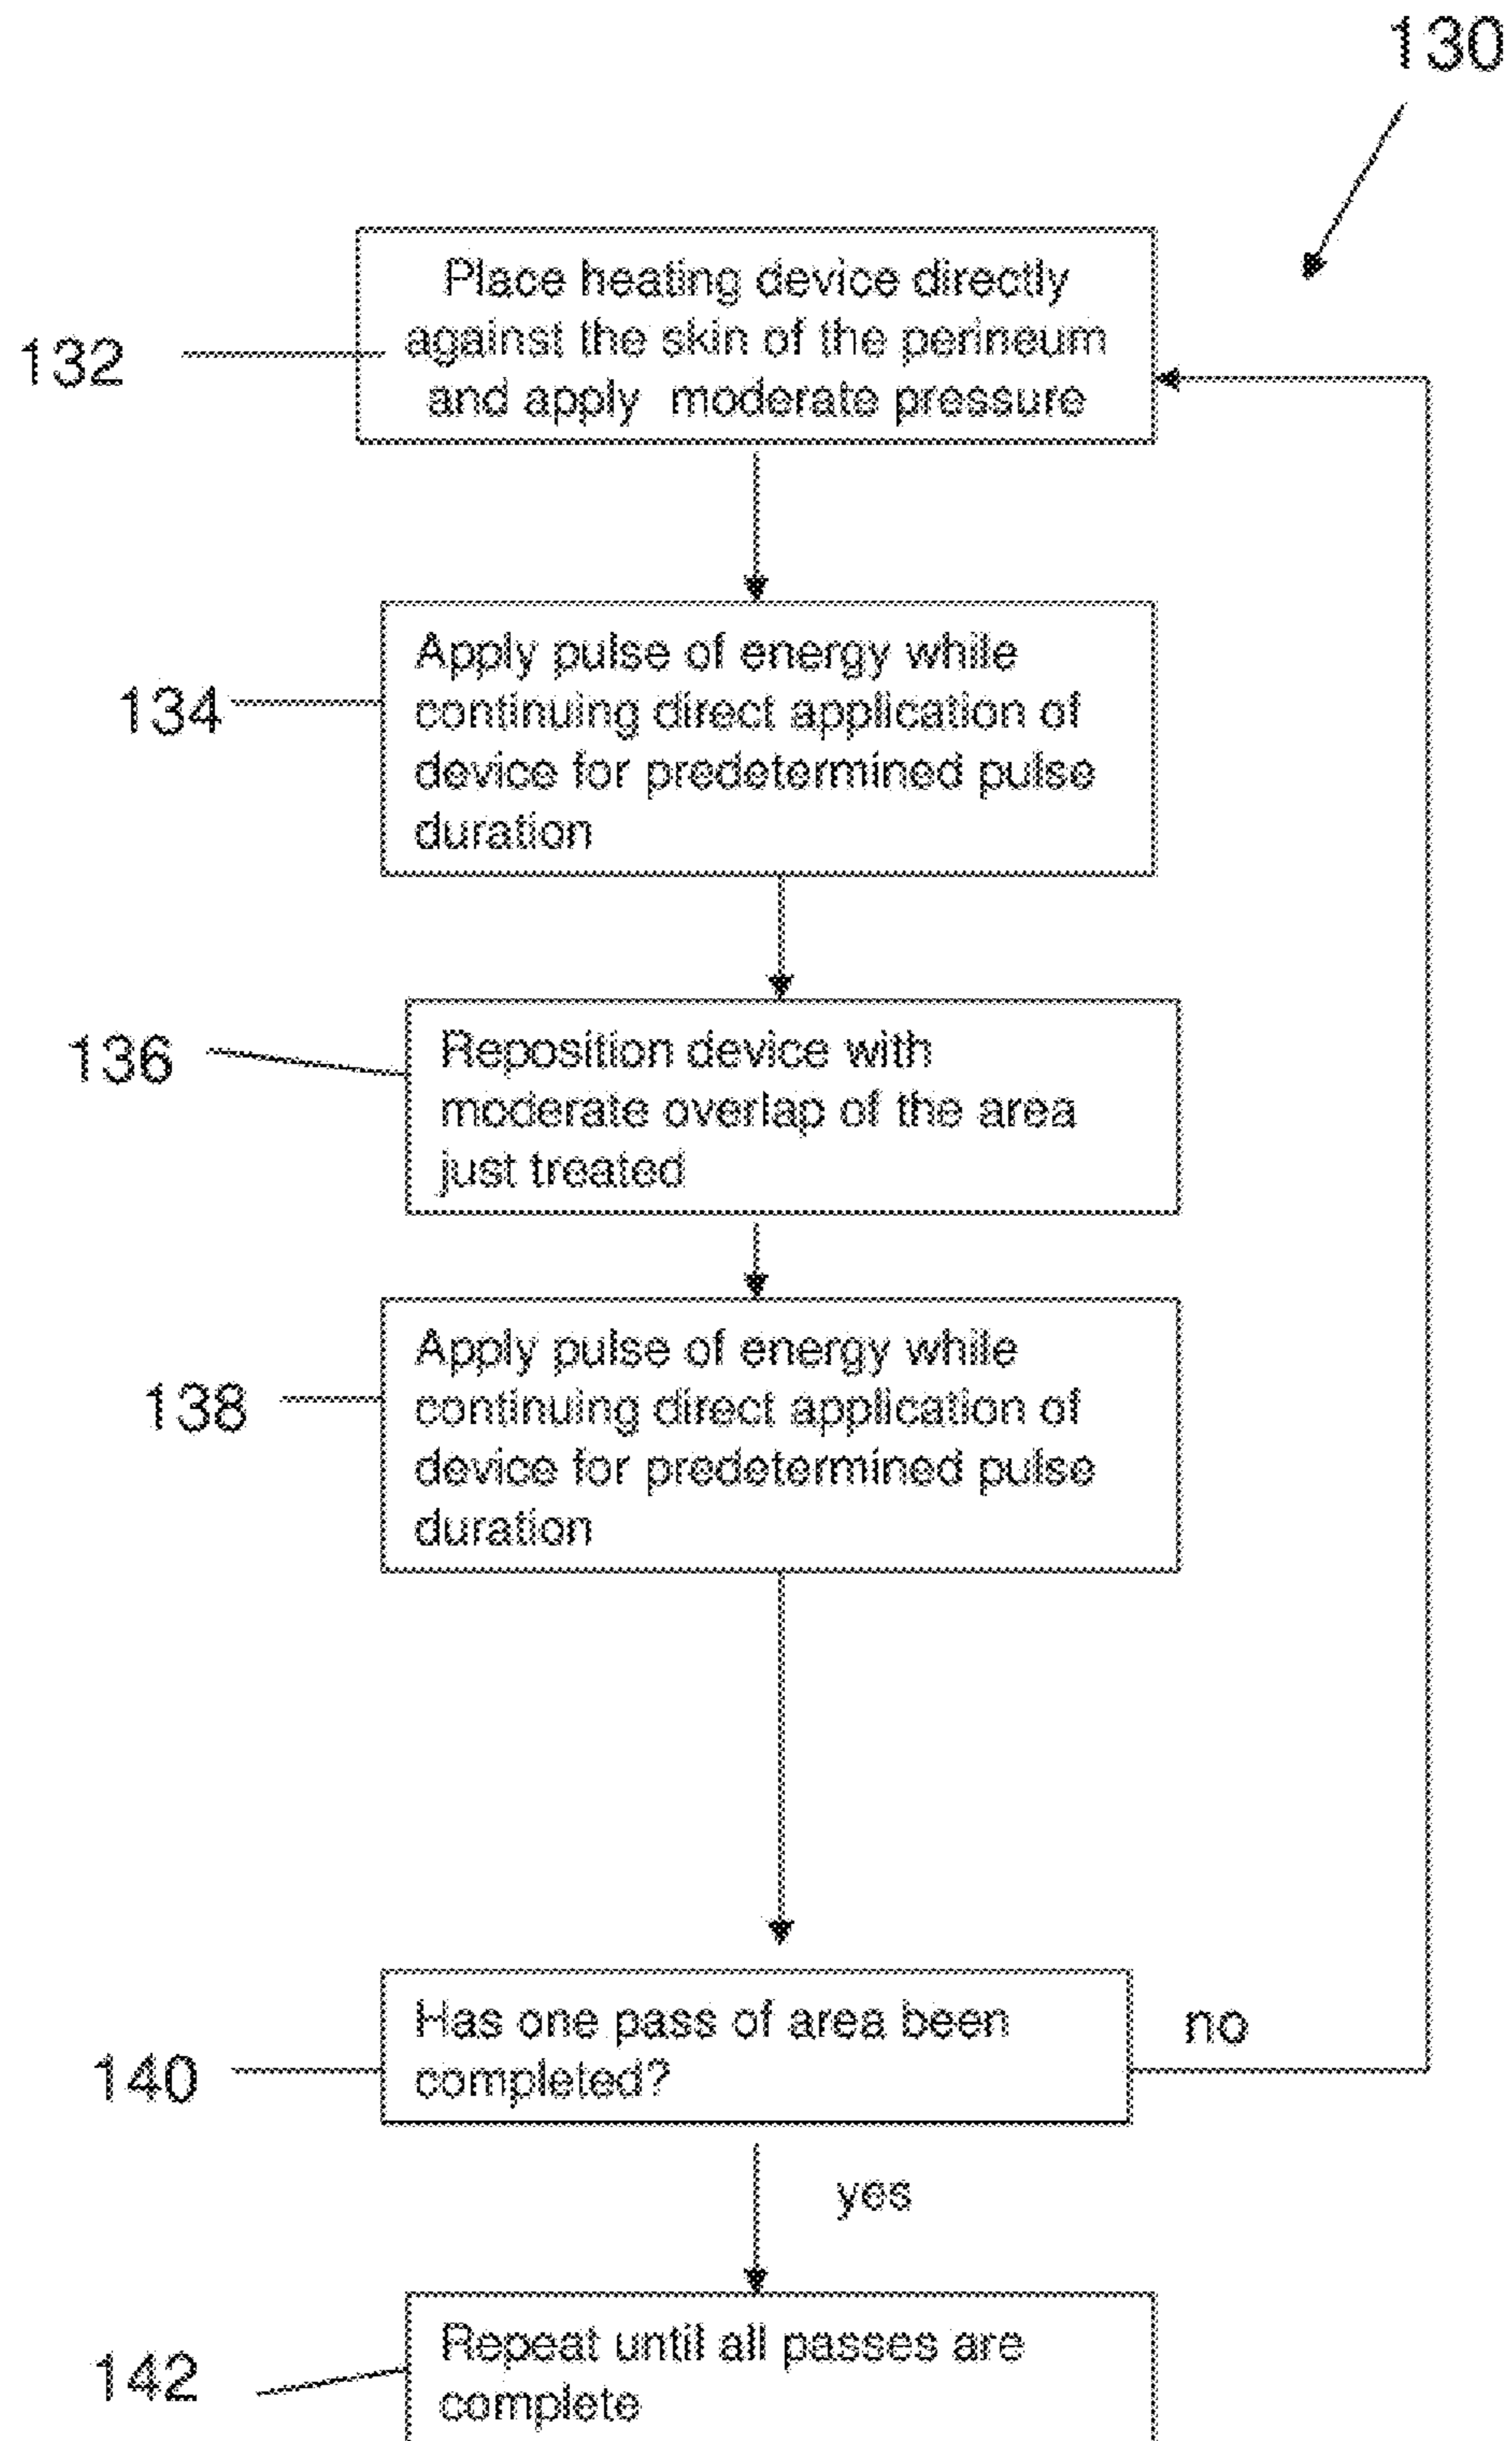 130
132
Place heating device directly
against the skin of the perineum
and apply moderate pressure
134
Apply pulse of energy while
continuing direct application of
device for predetermined pulse
duration
136
Reposition device with
moderate overlap of the area
just treated
138
Apply pulse of energy while
continuing direct application of
device for predetermined pulse
duration
140
Has one pass of area been
completed?
no
yes
142
Repeat until all passes are
complete